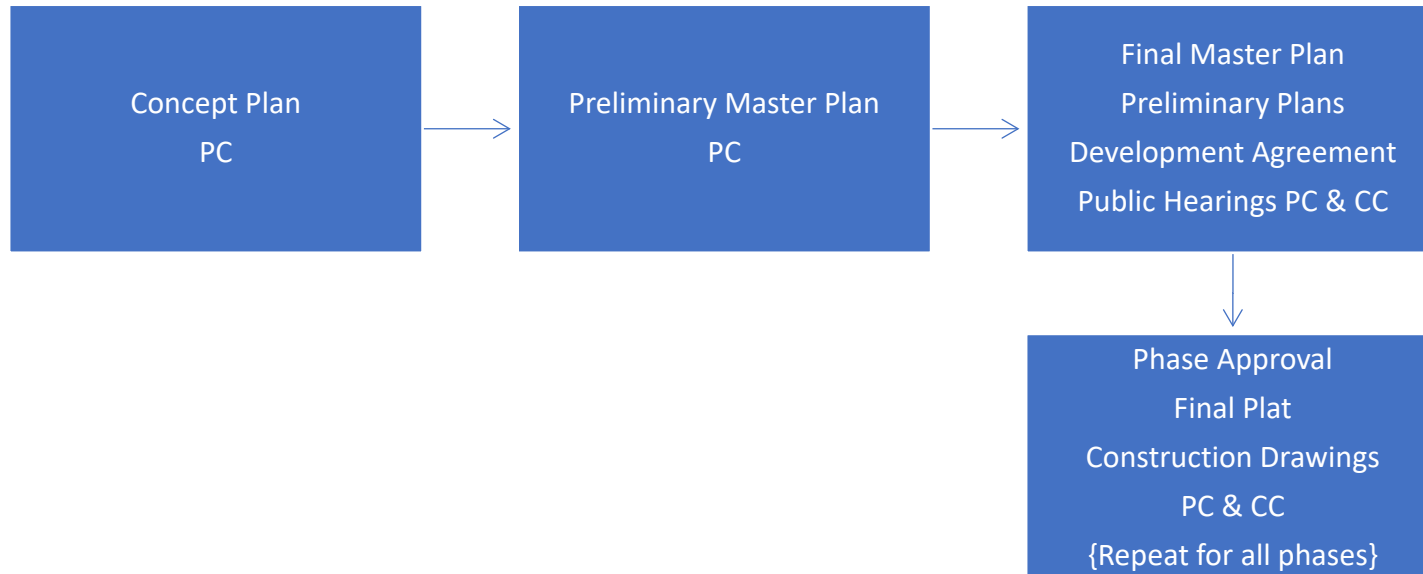 Concept Plan
PC
Preliminary Master Plan
PC
Final Master Plan
Preliminary Plans
Development Agreement
Public Hearings PC & CC
Phase Approval
Final Plat
Construction Drawings
PC & CC
{Repeat for all phases}